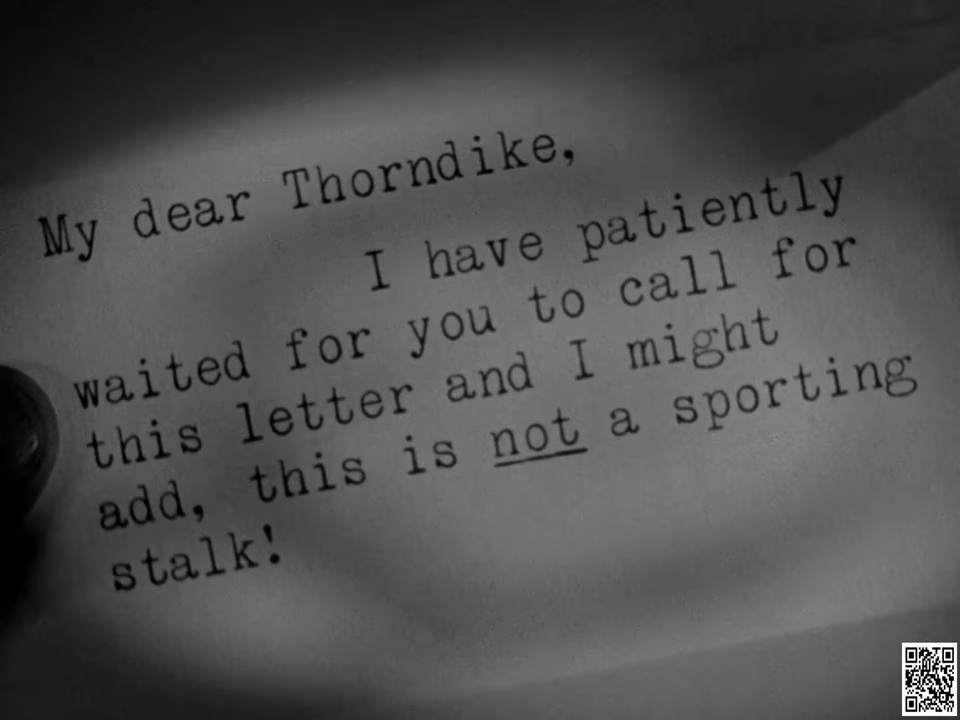 My dear Thorndike,
I have patiently
waited for you to call for
this letter and I might
add, this is not a sporting
stalk!